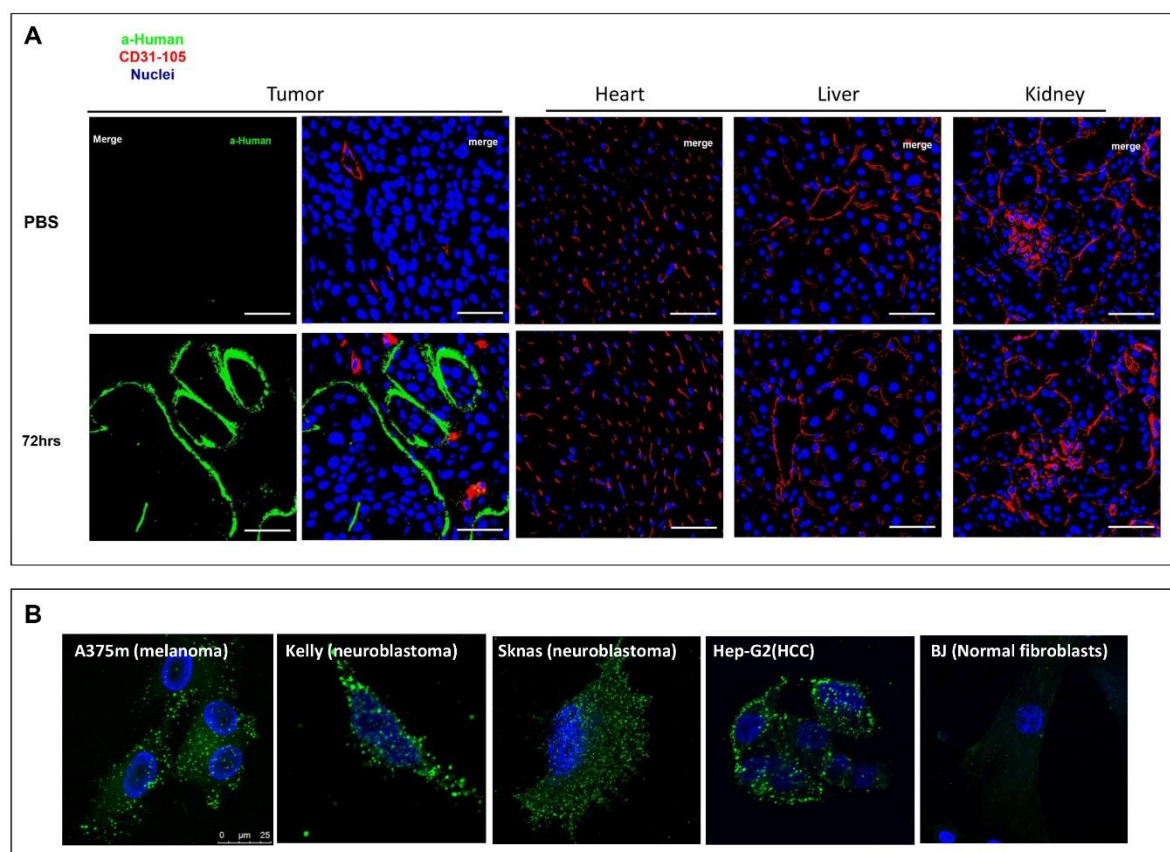 A
a-Human
CD31-105
Nuclei
Tumor
Heart
Liver
Kidney
Merge
a-Human
merge
merge
merge
merge
PBS
72hrs
B
A375m (melanoma)
Kelly (neuroblastoma)
Sknas (neuroblastoma)
Hep-G2(HCC)
BJ (Normal fibroblasts)
0 µm 25